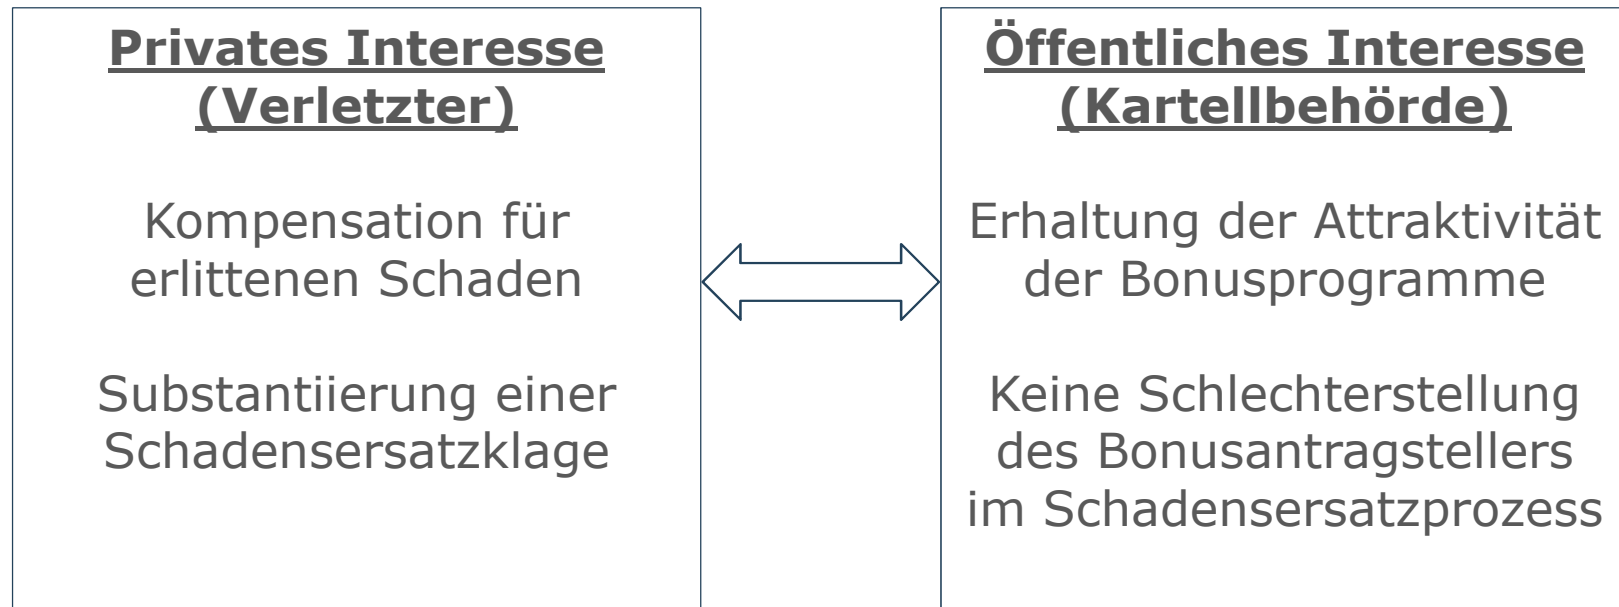 Privates Interesse
(Verletzter)
Kompensation für
erlittenen Schaden
Substantiierung einer
Schadensersatzklage
Öffentliches Interesse
(Kartellbehörde)
Erhaltung der Attraktivität
der Bonusprogramme
Keine Schlechterstellung
des Bonusantragstellers
im Schadensersatzprozess